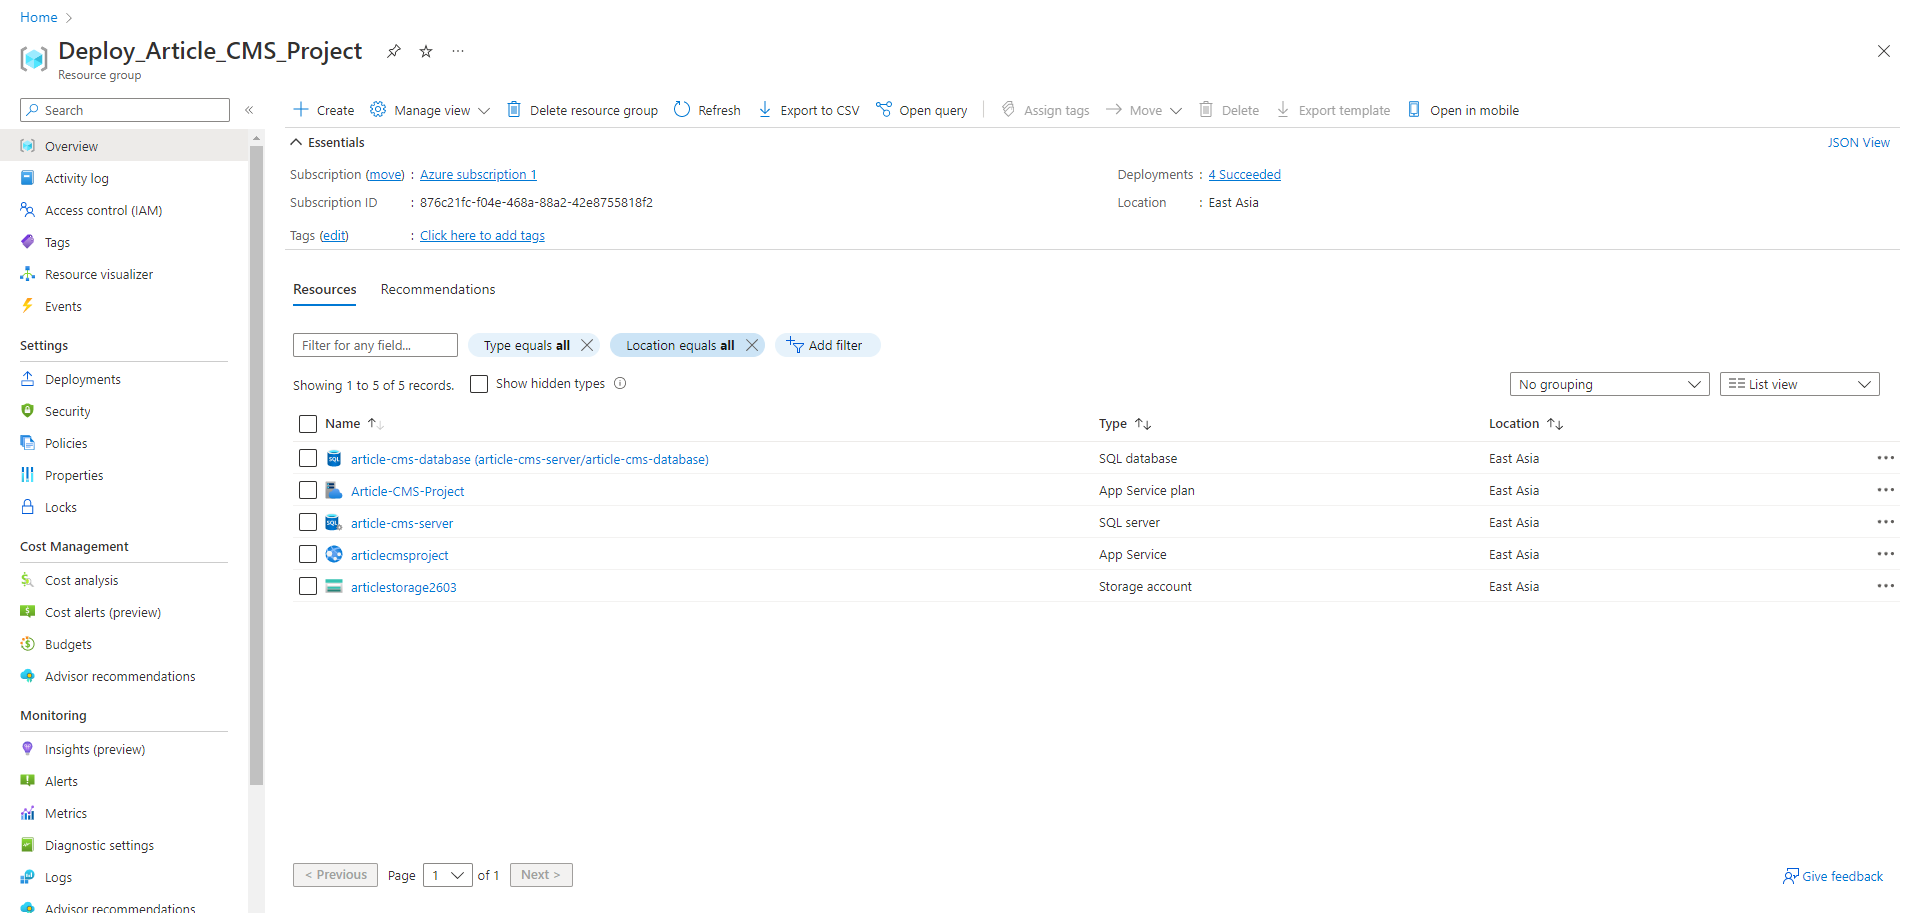 Home
Deploy_Article_CMS_Project
Resource group
Search
Overview
Activity log
Access control (IAM)
Tags
Resource visualizer
Events
Settings
Deployments
Security
Policies
Properties
Locks
Cost Management
Cost analysis
Cost alerts (preview)
Budgets
Advisor recommendations
Monitoring
Insights (preview)
Alerts
Metrics
Diagnostic settings
Logs
Advisor recommendations
Create Manage view Delete resource group Refresh Export to CSV Open query Assign tags Move Delete Export template Open in mobile
Essentials JSON View
Subscription (move) : Azure subscription 1 Deployments : 4 Succeeded
Subscription ID : 876c21fc-f04e-468a-88a2-42e8755818f2 Location : East Asia
Tags (edit) : Click here to add tags
Resources Recommendations
Filter for any field... Type equals all Location equals all Add filter
Showing 1 to 5 of 5 records. Show hidden types No grouping List view
Name Type Location
article-cms-database (article-cms-server/article-cms-database) SQL database East Asia
Article-CMS-Project App Service plan East Asia
article-cms-server SQL server East Asia
articlecmsproject App Service East Asia
articlestorage2603 Storage account East Asia
< Previous Page 1 of 1 Next > Give feedback